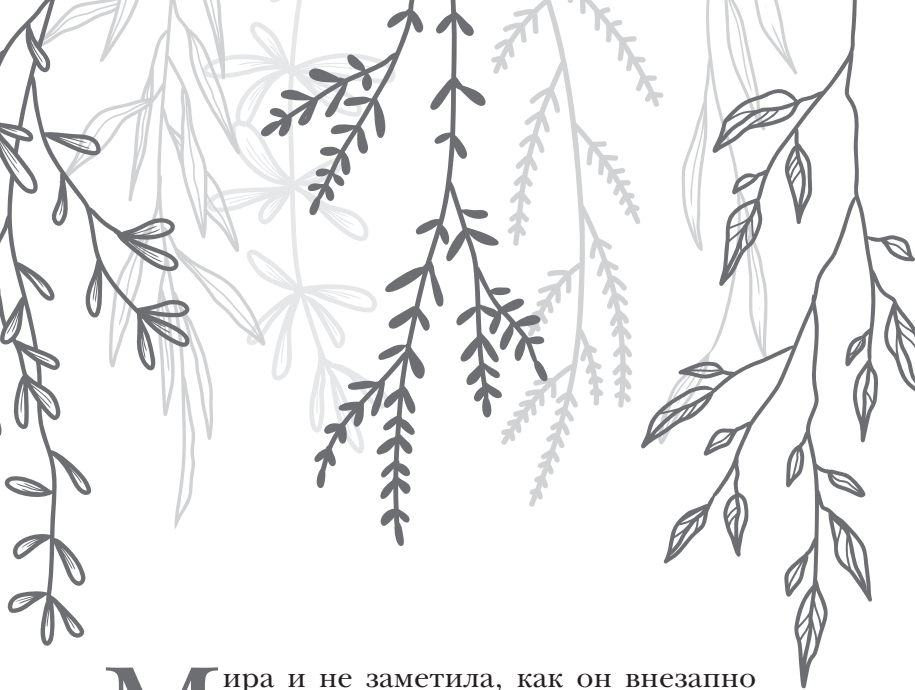 Мира и не заметила, как он внезапно